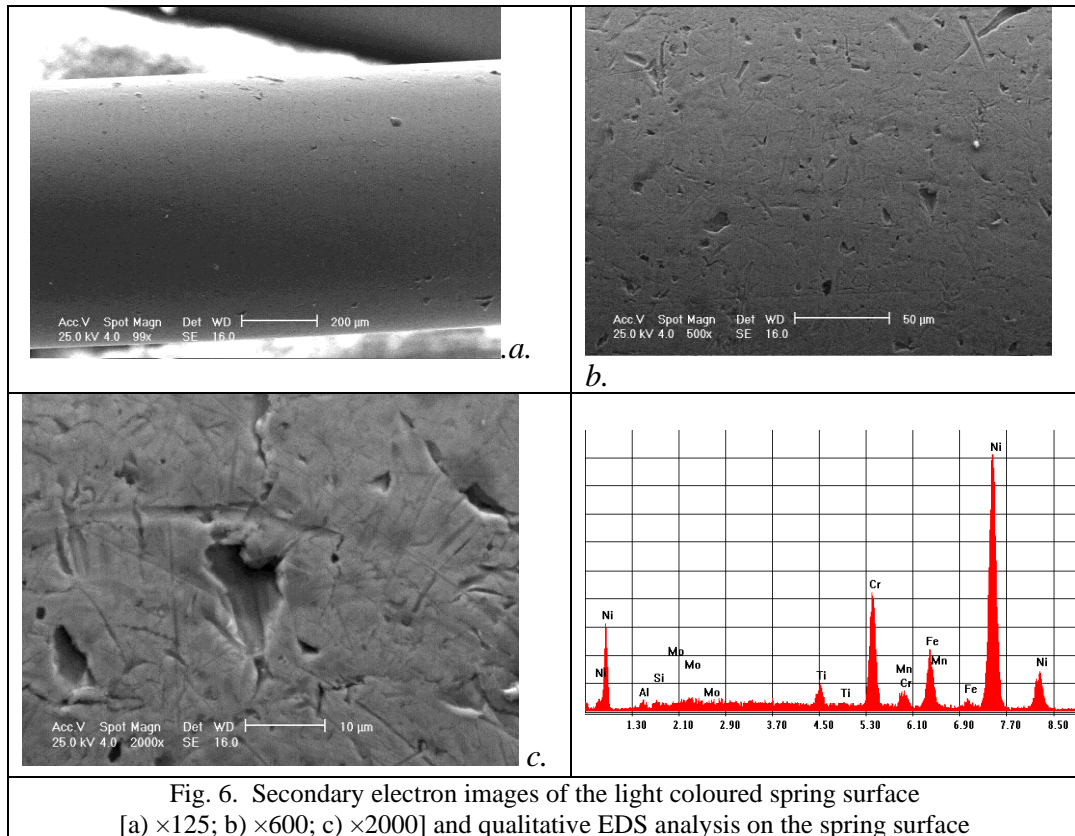 Acc.V Spot Magn Det WD 200 µm
25.0 kV 4.0 99x SE 16.0
.a.
Acc.V Spot Magn Det WD 50 µm
25.0 kV 4.0 500x SE 16.0
b.
Acc.V Spot Magn Det WD 10 µm
25.0 kV 4.0 2000x SE 16.0
c.
Ni
Cr
Ni
Mo
Fe
Mo
Mn
Mn
Ni
Ni
Si
Ti
Cr
Al
Mo
Ti
Fe
1.30 2.10 2.90 3.70 4.50 5.30 6.10 6.90 7.70 8.50
Fig. 6. Secondary electron images of the light coloured spring surface
[a) ×125; b) ×600; c) ×2000] and qualitative EDS analysis on the spring surface